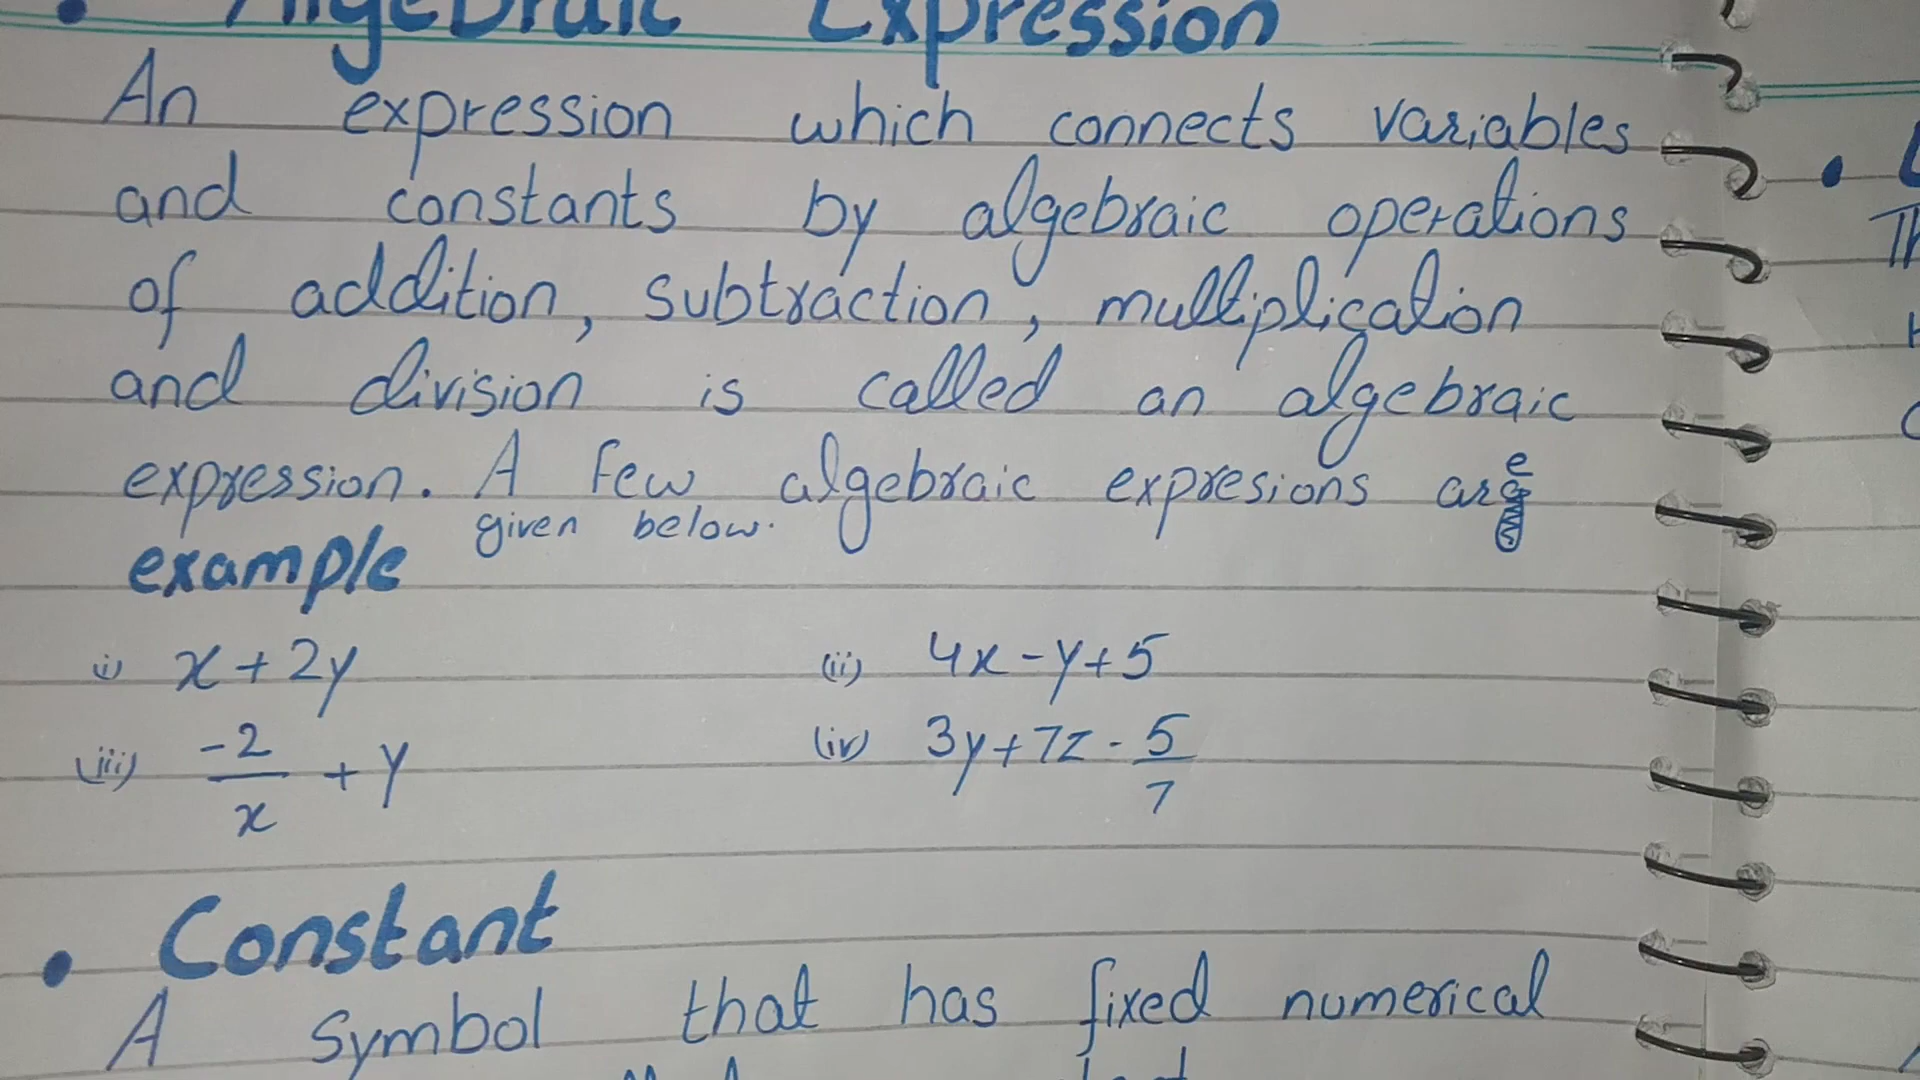 • Algebraic Expression
An expression which connects variables
and constants by algebraic operations
of addition, subtraction, multiplication
and division is called an algebraic
expression. A few algebraic expresions are
given below.
example
(i) x + 2y (ii) 4x - y + 5
(iii) -2/x + y (iv) 3y + 7z - 5/7
• Constant
A symbol that has fixed numerical